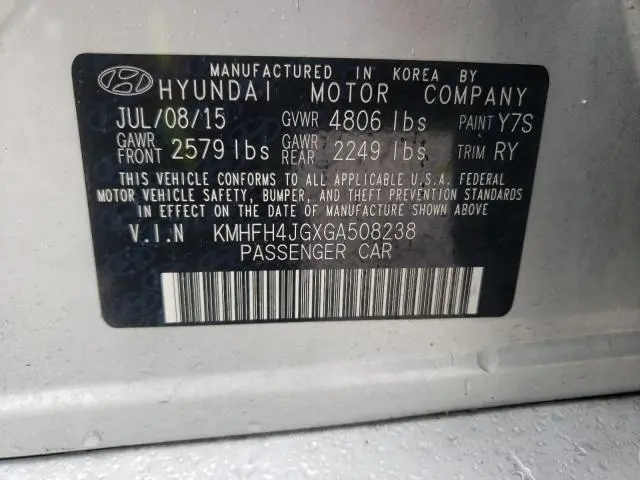 MANUFACTURED IN KOREA BY
HYUNDAI MOTOR COMPANY
JUL/08/15 GVWR 4806 lbs PAINT Y7S
GAWR FRONT 2579 lbs GAWR REAR 2249 lbs TRIM RY
THIS VEHICLE CONFORMS TO ALL APPLICABLE U.S.A. FEDERAL
MOTOR VEHICLE SAFETY, BUMPER, AND THEFT PREVENTION STANDARDS
IN EFFECT ON THE DATE OF MANUFACTURE SHOWN ABOVE.
V.I.N KMHFH4JGXGA508238
PASSENGER CAR